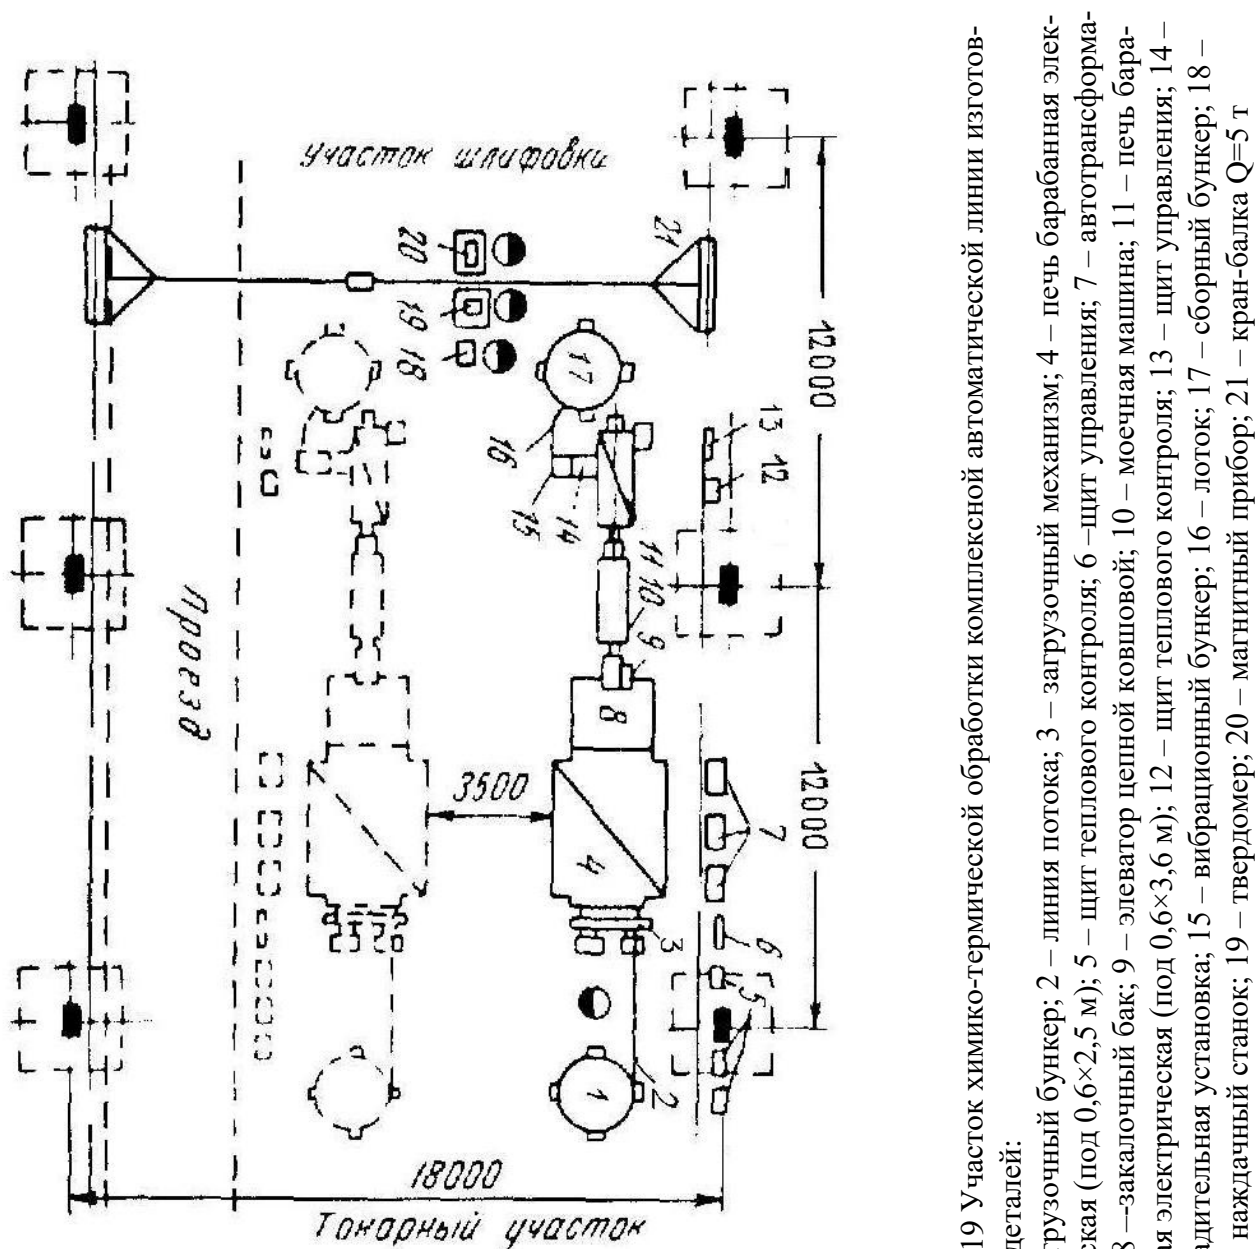 участок шлифовки
20
21
19
18
17
16
15
14
13
12
11
10
9
8
7
6
5
4
3
2
1
12000
12000
3500
18000
Проезд
Токарный участок
19 Участок химико-термической обработки комплексной автоматической линии изготов-
деталей:
бункер; 2 – линия потока; 3 – загрузочный механизм; 4 – печь барабанная элек-
(под 0,6×2,5 м); 5 – щит теплового контроля; 6 –щит управления; 7 – автотрансформа-
8 –-закалочный бак; 9 – элеватор цепной ковшовой; 10 – моечная машина; 11 – печь бара-
электрическая (под 0,6×3,6 м); 12 – щит теплового контроля; 13 – щит управления; 14 –
установка; 15 – вибрационный бункер; 16 – лоток; 17 – сборный бункер; 18 –
наждачный станок; 19 – твердомер; 20 – магнитный прибор; 21 – кран-балка Q=5 т